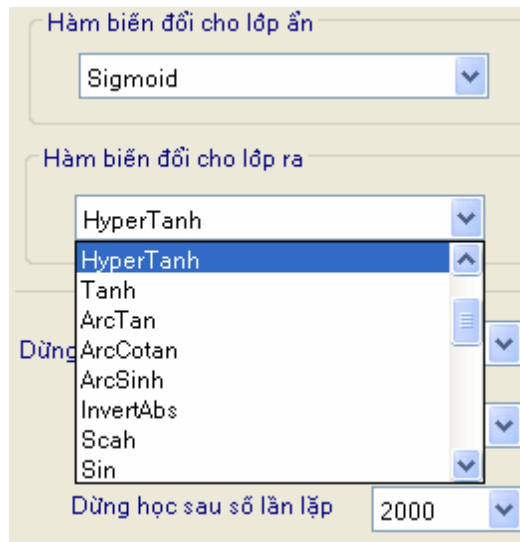 Hàm biến đổi cho lớp ẩn
Sigmoid
Hàm biến đổi cho lớp ra
HyperTanh
HyperTanh
Tanh
ArcTan
Dừng ArcCotan
ArcSinh
InvertAbs
Scah
Sin
Dừng học sau số lần lặp 2000